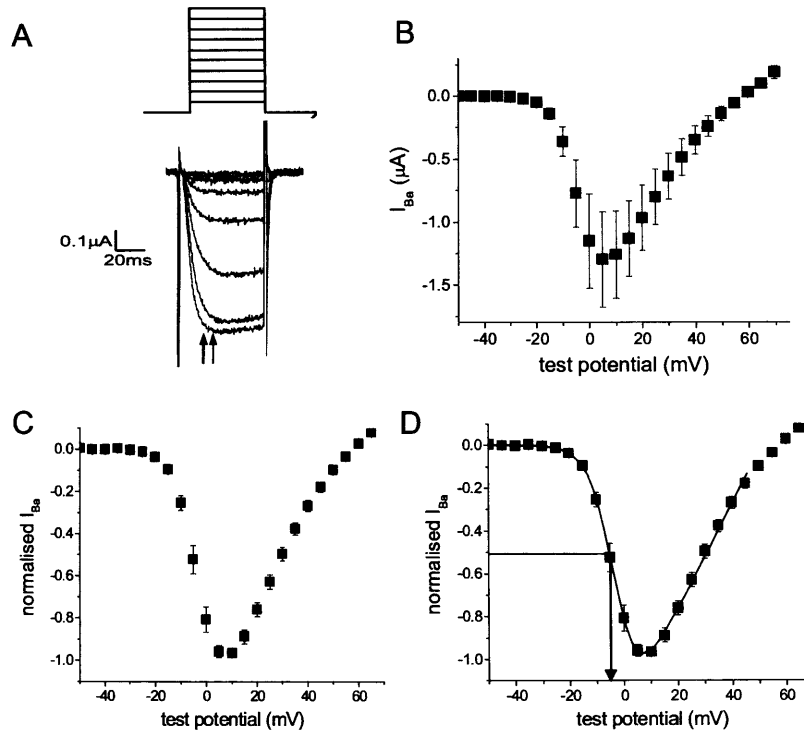 A
0.1µA
20ms
B
I_Ba (µA)
0.0
-0.5
-1.0
-1.5
-40 -20 0 20 40 60
test potential (mV)
C
normalised I_Ba
0.0
-0.2
-0.4
-0.6
-0.8
-1.0
-40 -20 0 20 40 60
test potential (mV)
D
normalised I_Ba
0.0
-0.2
-0.4
-0.6
-0.8
-1.0
-40 -20 0 20 40 60
test potential (mV)